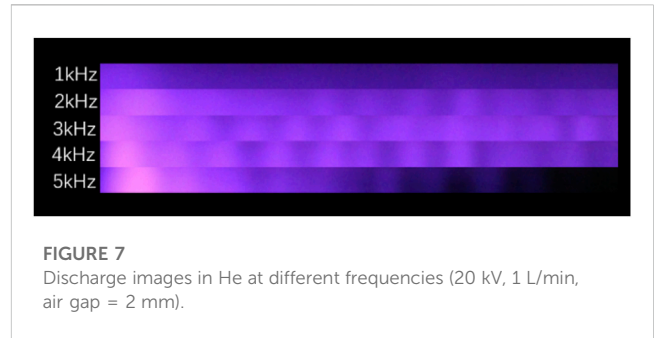 1kHz
2kHz
3kHz
4kHz
5kHz
FIGURE 7
Discharge images in He at different frequencies (20 kV, 1 L/min,
air gap = 2 mm).